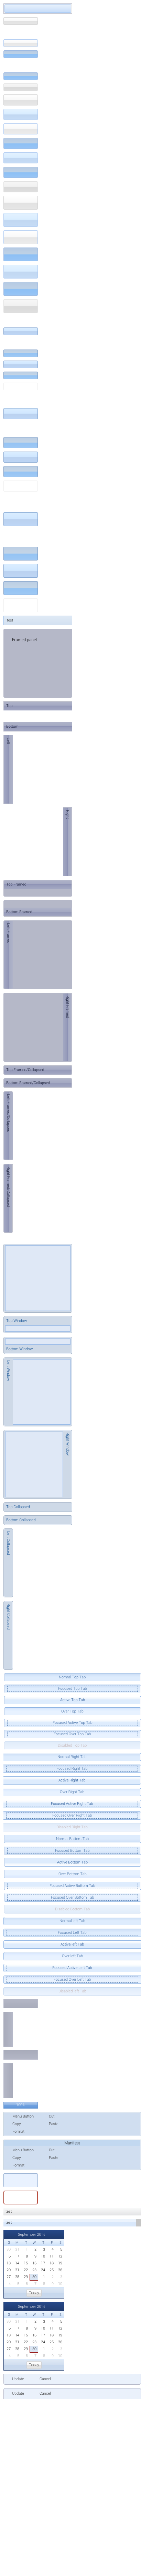 text
Framed panel
Top
Bottom
Left
Right
Top Framed
Bottom Framed
Left Framed
Right Framed
Top Framed/Collapsed
Bottom Framed/Collapsed
Left Framed/Collapsed
Right Framed/Collapsed
Top Window
Bottom Window
Left Window
Right Window
Top Collapsed
Bottom Collapsed
Left Collapsed
Right Collapsed
Normal Top Tab
Focused Top Tab
Active Top Tab
Over Top Tab
Focused Active Top Tab
Focused Over Top Tab
Disabled Top Tab
Normal Right Tab
Focused Right Tab
Active Right Tab
Over Right Tab
Focused Active Right Tab
Focused Over Right Tab
Disabled Right Tab
Normal Bottom Tab
Focused Bottom Tab
Active Bottom Tab
Over Bottom Tab
Focused Active Bottom Tab
Focused Over Bottom Tab
Disabled Bottom Tab
Normal left Tab
Focused Left Tab
Active left Tab
Over left Tab
Focused Active Left Tab
Focused Over Left Tab
Disabled left Tab
Menu Button Cut
Copy Paste
Format
Manifest
Menu Button Cut
Copy Paste
Format
text
text
September 2015
S M T W T F S
30 31 1 2 3 4 5
6 7 8 9 10 11 12
13 14 15 16 17 18 19
20 21 22 23 24 25 26
27 28 29 30 1 2 3
4 5 6 7 8 9 10
Today
September 2015
S M T W T F S
30 31 1 2 3 4 5
6 7 8 9 10 11 12
13 14 15 16 17 18 19
20 21 22 23 24 25 26
27 28 29 30 1 2 3
4 5 6 7 8 9 10
Today
Update Cancel
Update Cancel